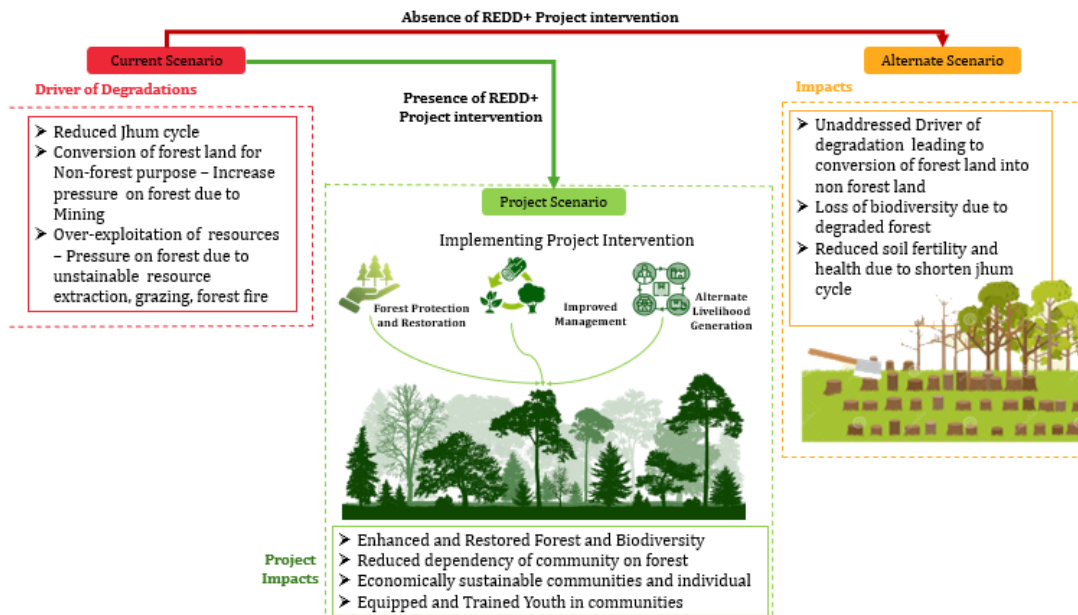 Absence of REDD+ Project intervention
Current Scenario
Alternate Scenario
Driver of Degradations
➤ Reduced Jhum cycle
➤ Conversion of forest land for
Non-forest purpose – Increase
pressure on forest due to
Mining
➤ Over-exploitation of resources
– Pressure on forest due to
unstainable resource
extraction, grazing, forest fire
Presence of REDD+
Project intervention
Impacts
➤ Unaddressed Driver of
degradation leading to
conversion of forest land into
non forest land
➤ Loss of biodiversity due to
degraded forest
➤ Reduced soil fertility and
health due to shorten jhum
cycle
Project Scenario
Implementing Project Intervention
Forest Protection
and Restoration
Improved
Management
Alternate
Livelihood
Generation
Project
Impacts
➤ Enhanced and Restored Forest and Biodiversity
➤ Reduced dependency of community on forest
➤ Economically sustainable communities and individual
➤ Equipped and Trained Youth in communities